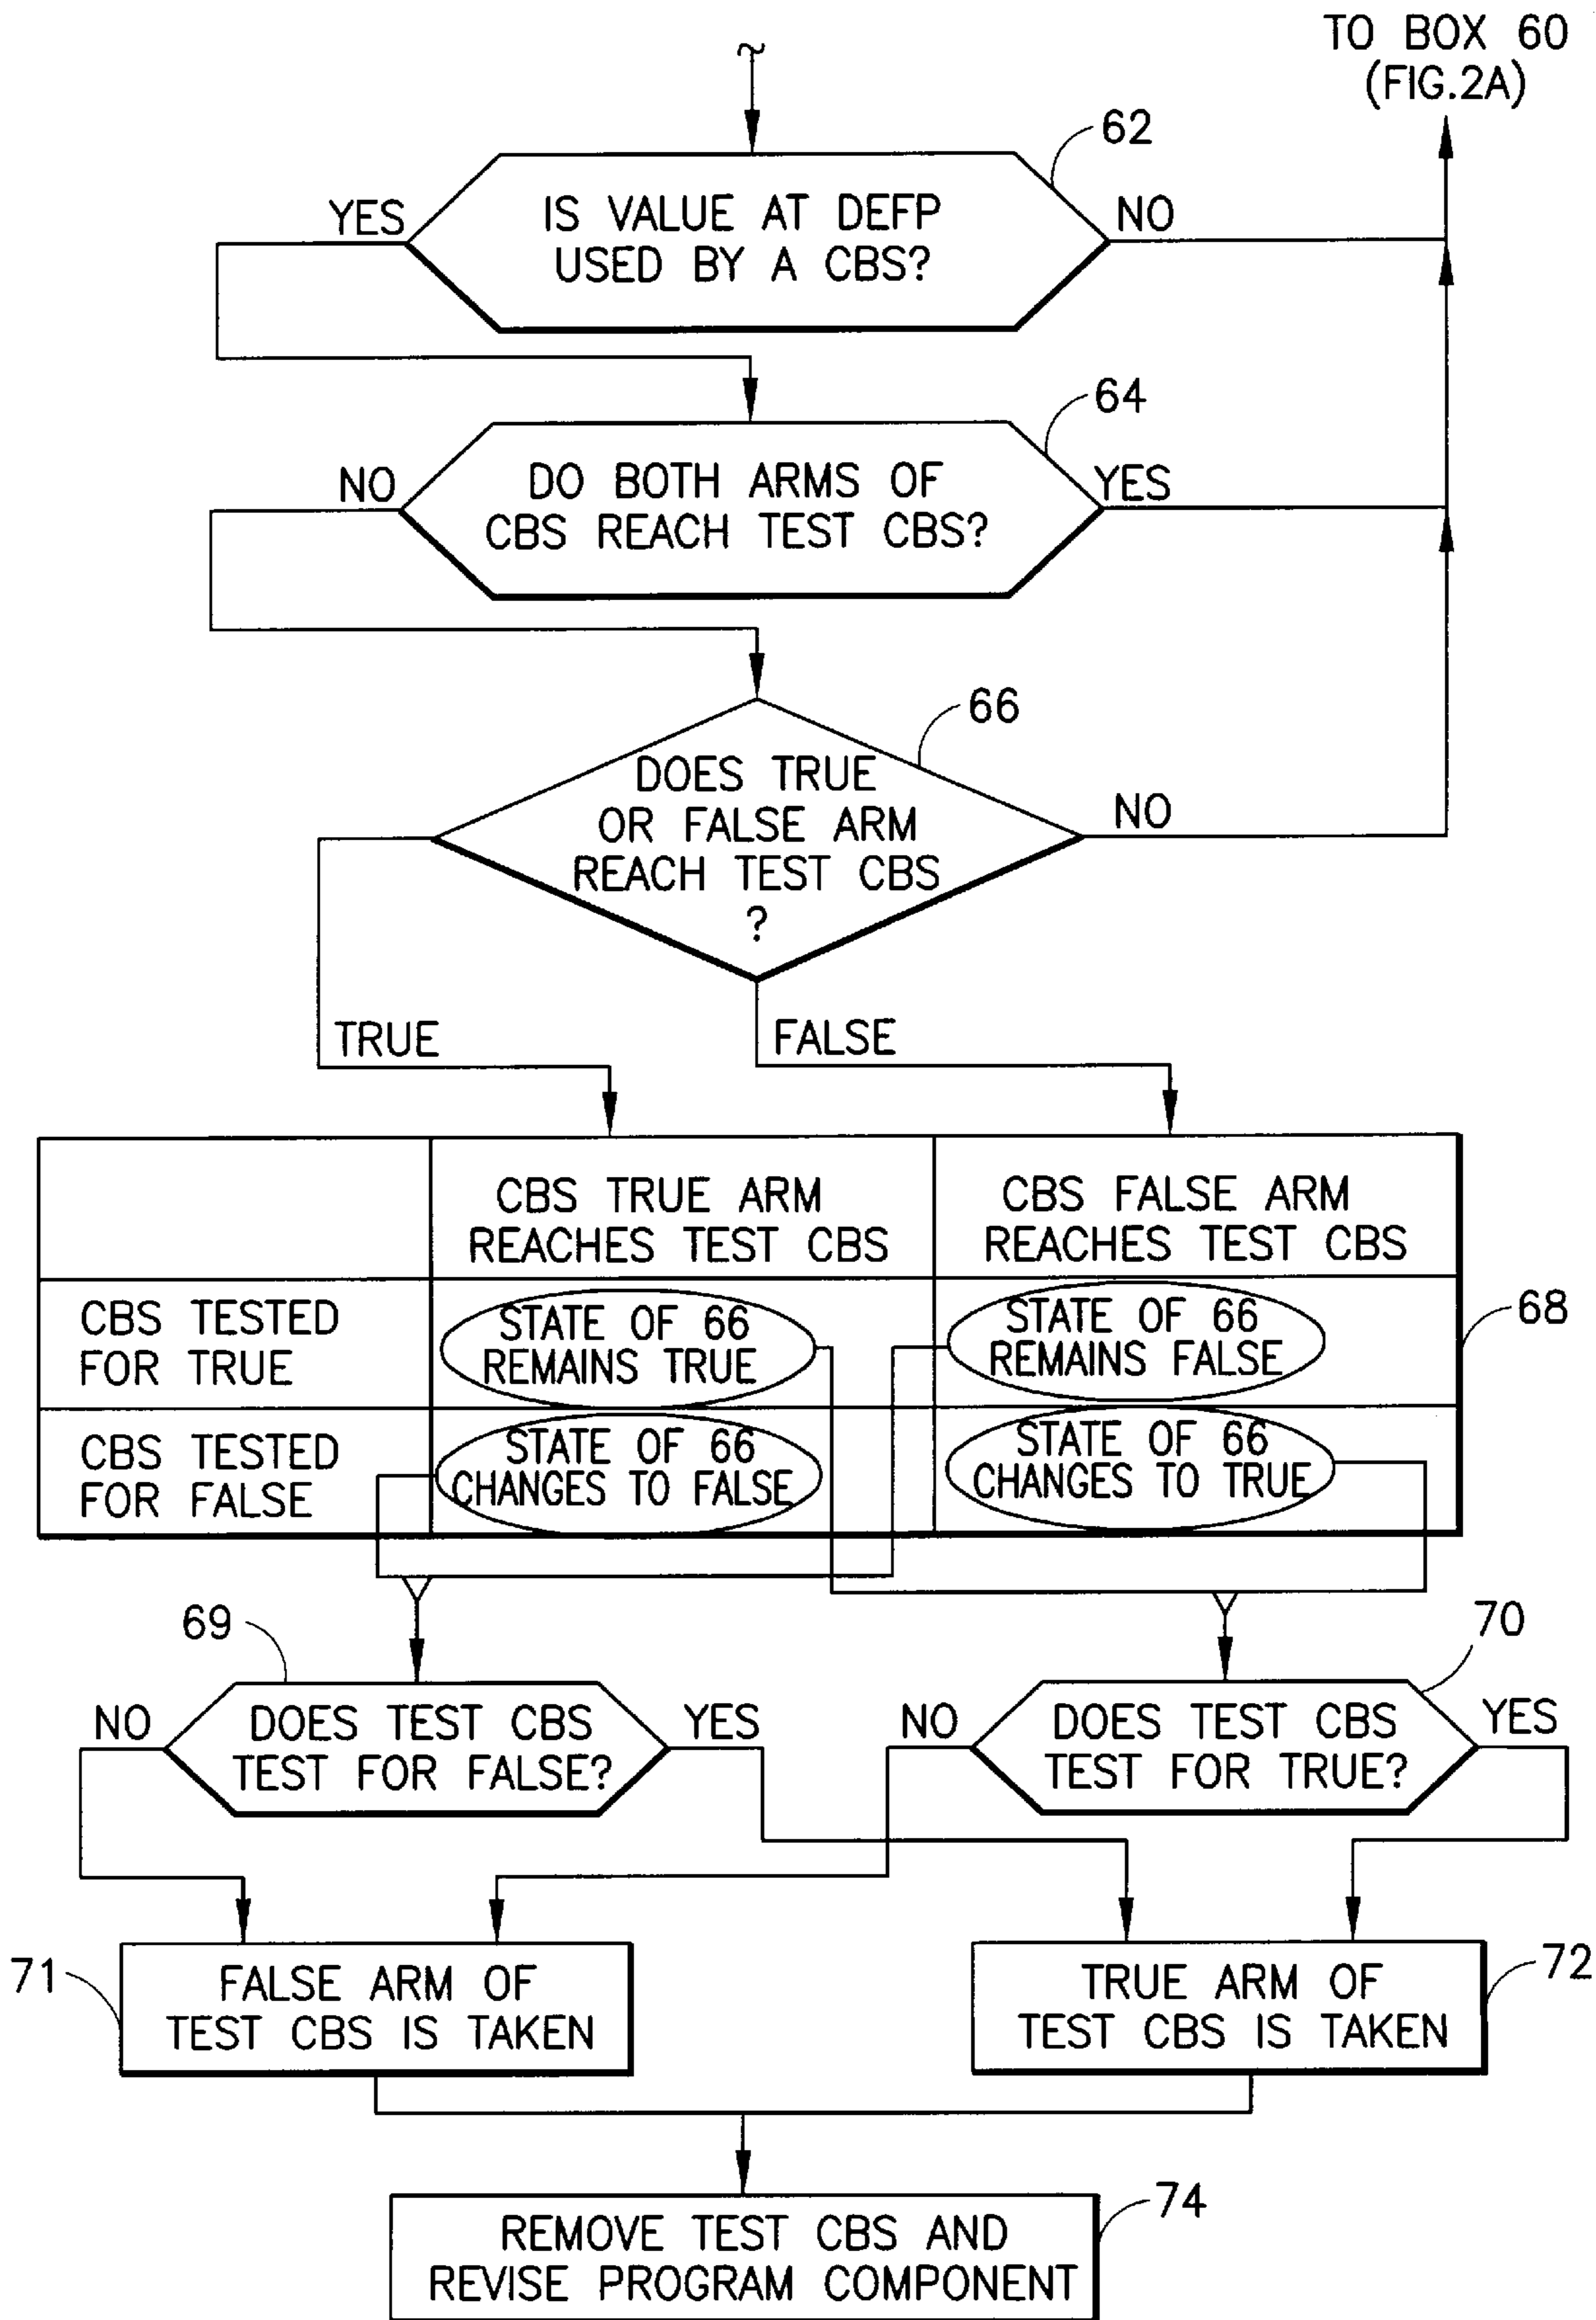 TO BOX 60
(FIG.2A)
62
YES
IS VALUE AT DEFP
USED BY A CBS?
NO
64
NO
DO BOTH ARMS OF
CBS REACH TEST CBS?
YES
66
DOES TRUE
OR FALSE ARM
REACH TEST CBS
?
NO
TRUE
FALSE
CBS TRUE ARM
REACHES TEST CBS
CBS FALSE ARM
REACHES TEST CBS
CBS TESTED
FOR TRUE
STATE OF 66
REMAINS TRUE
STATE OF 66
REMAINS FALSE
68
CBS TESTED
FOR FALSE
STATE OF 66
CHANGES TO FALSE
STATE OF 66
CHANGES TO TRUE
69
70
NO
DOES TEST CBS
TEST FOR FALSE?
YES
NO
DOES TEST CBS
TEST FOR TRUE?
YES
71
FALSE ARM OF
TEST CBS IS TAKEN
TRUE ARM OF
TEST CBS IS TAKEN
72
74
REMOVE TEST CBS AND
REVISE PROGRAM COMPONENT